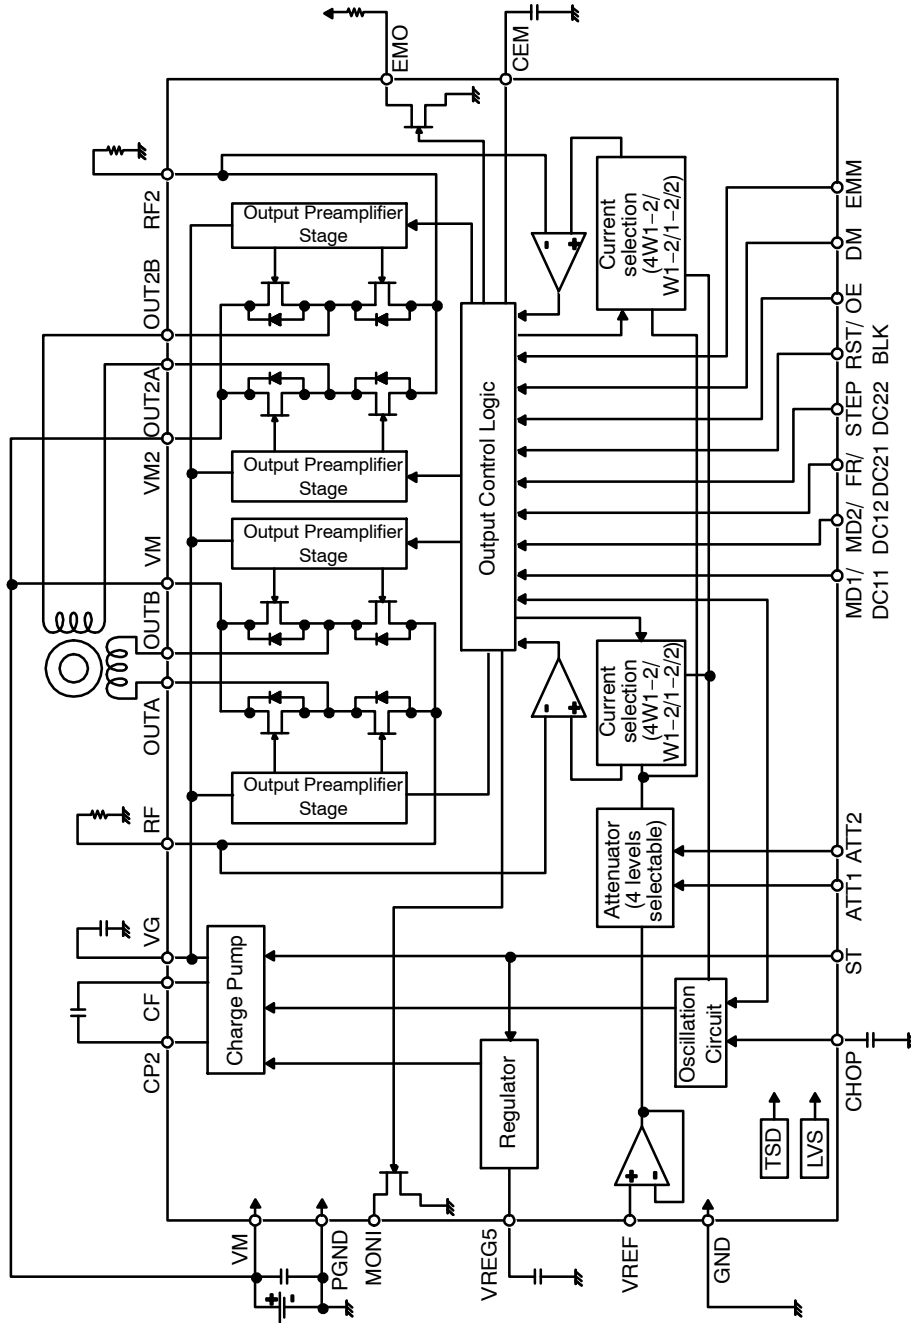 EMO
CEM
RF2
OUT2B
OUT2A
VM2
VM
OUTB
OUTA
RF
VG
CF
CP2
Output Preamplifier
Stage
Output Preamplifier
Stage
Output Preamplifier
Stage
Output Preamplifier
Stage
Output Control Logic
-
+
Current
selection
(4W1-2/
W1-2/1-2/2)
-
+
Current
selection
(4W1-2/
W1-2/1-2/2)
EMM
DM
OE
RST/
BLK
STEP
DC22
FR/
DC21
MD2/
DC12
MD1/
DC11
Attenuator
(4 levels
selectable)
ATT2
ATT1
ST
Charge Pump
Regulator
Oscillation
Circuit
CHOP
TSD
LVS
+
-
+
-
VM
PGND
MONI
VREG5
VREF
GND